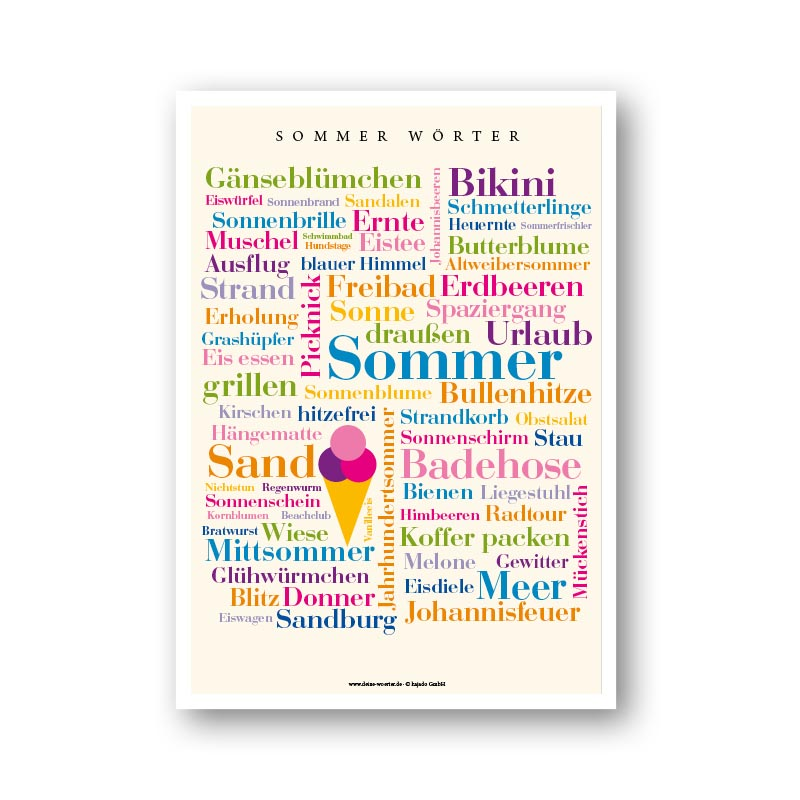 SOMMER WÖRTER
Gänseblümchen
Bikini
Johannisbeeren
Eiswürfel Sonnenbrand Sandalen
Schmetterlinge
Sonnenbrille Ernte
Heuernte Sommerfrischler
Muschel Schwimmbad Hundstage Eistee
Butterblume
Ausflug blauer Himmel Altweibersommer
Strand Picknick Freibad Erdbeeren
Erholung Sonne Spaziergang
Grashüpfer draußen Urlaub
Eis essen Sommer
grillen Sonnenblume Bullenhitze
Kirschen hitzefrei Jahrhundertsommer Strandkorb Obstsalat
Hängematte Sonnenschirm Stau
Sand Badehose
Nichtstun Regenwurm Bienen Liegestuhl
Sonnenschein Vanilleeis Mückenstich
Kornblumen Beachclub Himbeeren Radtour
Bratwurst Wiese Koffer packen
Mittsommer Melone Gewitter
Glühwürmchen Eisdiele Meer
Blitz Donner Johannisfeuer
Eiswagen Sandburg
www.deine-woerter.de · © hajudo GmbH